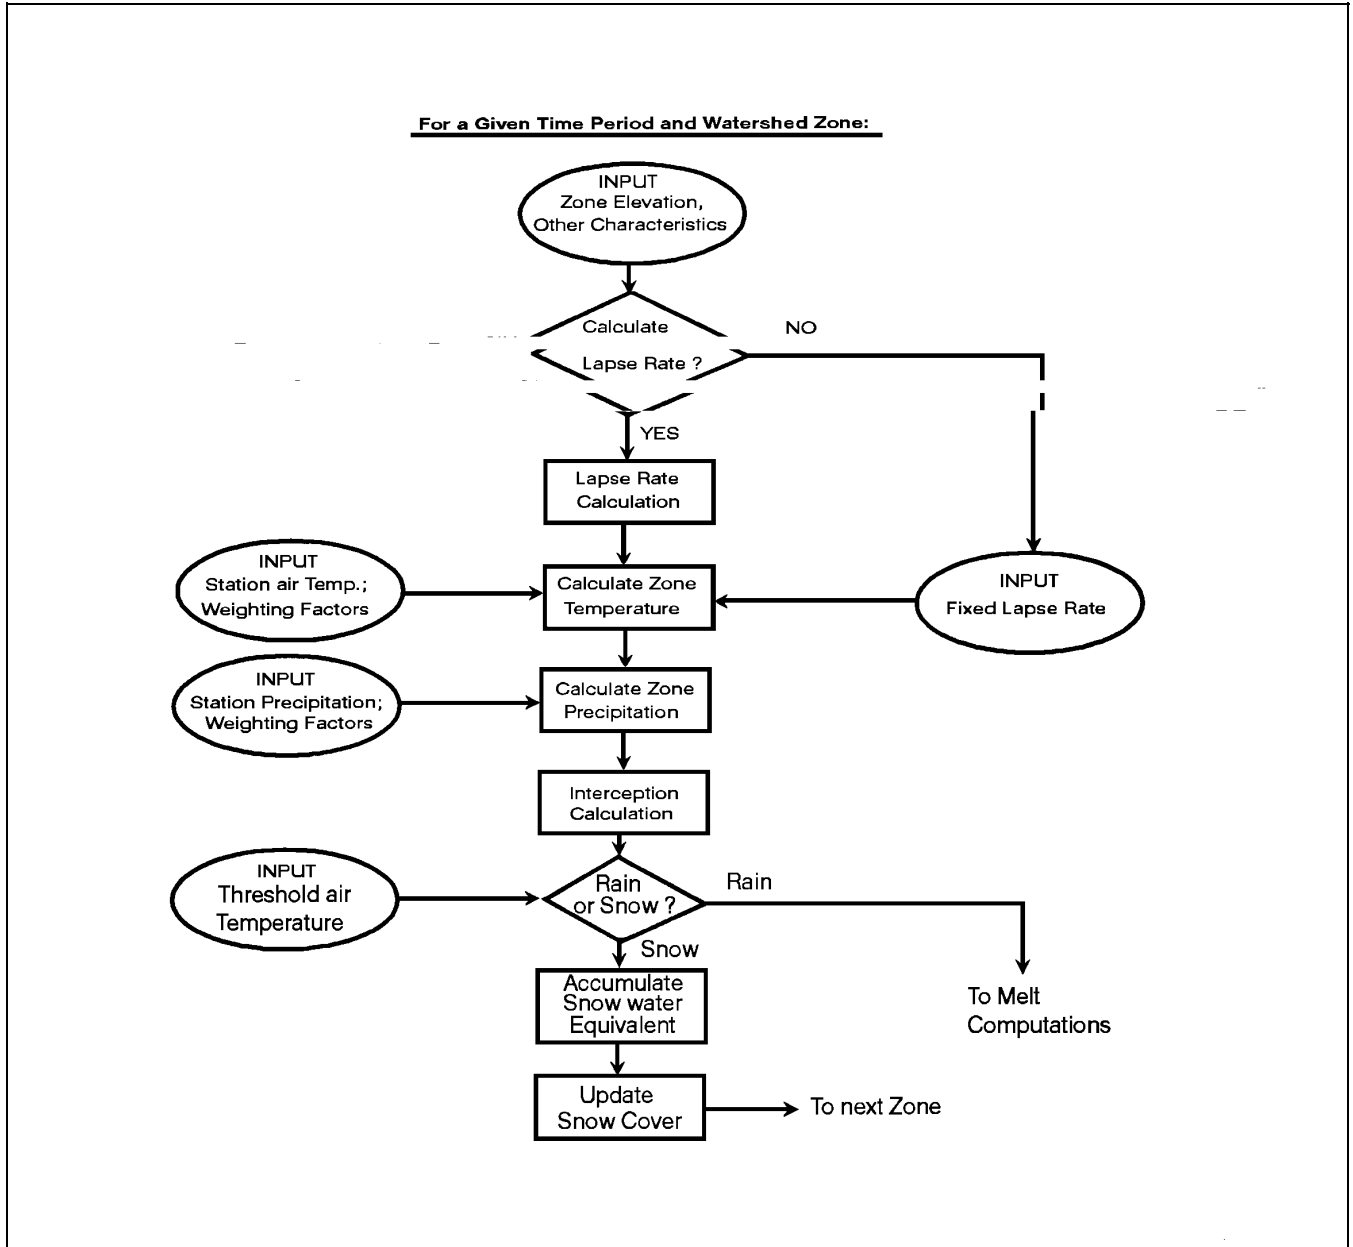 For a Given Time Period and Watershed Zone:
INPUT
Zone Elevation,
Other Characteristics
Calculate
Lapse Rate ?
NO
YES
Lapse Rate
Calculation
INPUT
Station air Temp.;
Weighting Factors
Calculate Zone
Temperature
INPUT
Fixed Lapse Rate
INPUT
Station Precipitation;
Weighting Factors
Calculate Zone
Precipitation
Interception
Calculation
INPUT
Threshold air
Temperature
Rain
or Snow ?
Rain
Snow
Accumulate
Snow water
Equivalent
To Melt
Computations
Update
Snow Cover
To next Zone